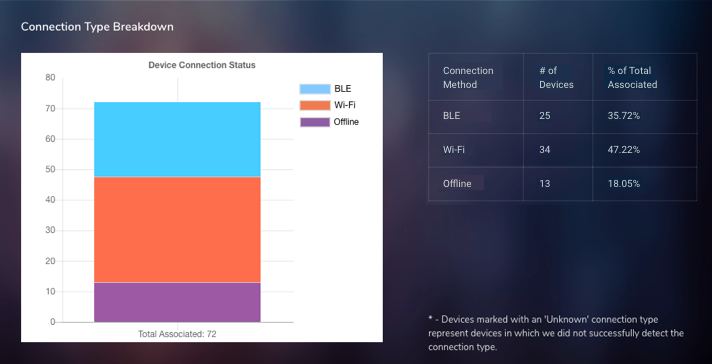 Connection Type Breakdown
Device Connection Status
80
70
60
50
40
30
20
10
0
BLE
Wi-Fi
Offline
Total Associated: 72
Connection Method # of Devices % of Total Associated
BLE 25 35.72%
Wi-Fi 34 47.22%
Offline 13 18.05%
* - Devices marked with an 'Unknown' connection type
represent devices in which we did not successfully detect the
connection type.